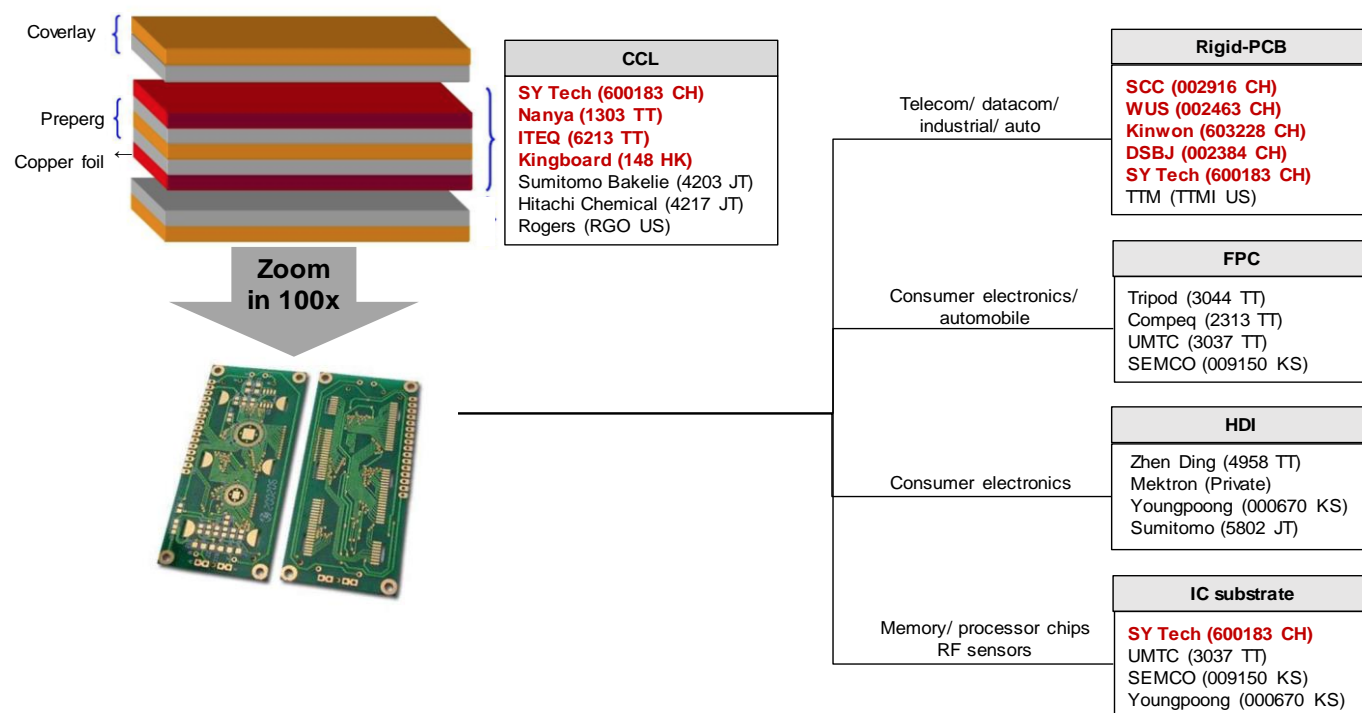 Coverlay
Preperg
Copper foil
←
Zoom
in 100x
CCL
SY Tech (600183 CH)
Nanya (1303 TT)
ITEQ (6213 TT)
Kingboard (148 HK)
Sumitomo Bakelie (4203 JT)
Hitachi Chemical (4217 JT)
Rogers (RGO US)
Telecom/ datacom/
industrial/ auto
Rigid-PCB
SCC (002916 CH)
WUS (002463 CH)
Kinwon (603228 CH)
DSBJ (002384 CH)
SY Tech (600183 CH)
TTM (TTMI US)
Consumer electronics/
automobile
FPC
Tripod (3044 TT)
Compeq (2313 TT)
UMTC (3037 TT)
SEMCO (009150 KS)
Consumer electronics
HDI
Zhen Ding (4958 TT)
Mektron (Private)
Youngpoong (000670 KS)
Sumitomo (5802 JT)
Memory/ processor chips
RF sensors
IC substrate
SY Tech (600183 CH)
UMTC (3037 TT)
SEMCO (009150 KS)
Youngpoong (000670 KS)